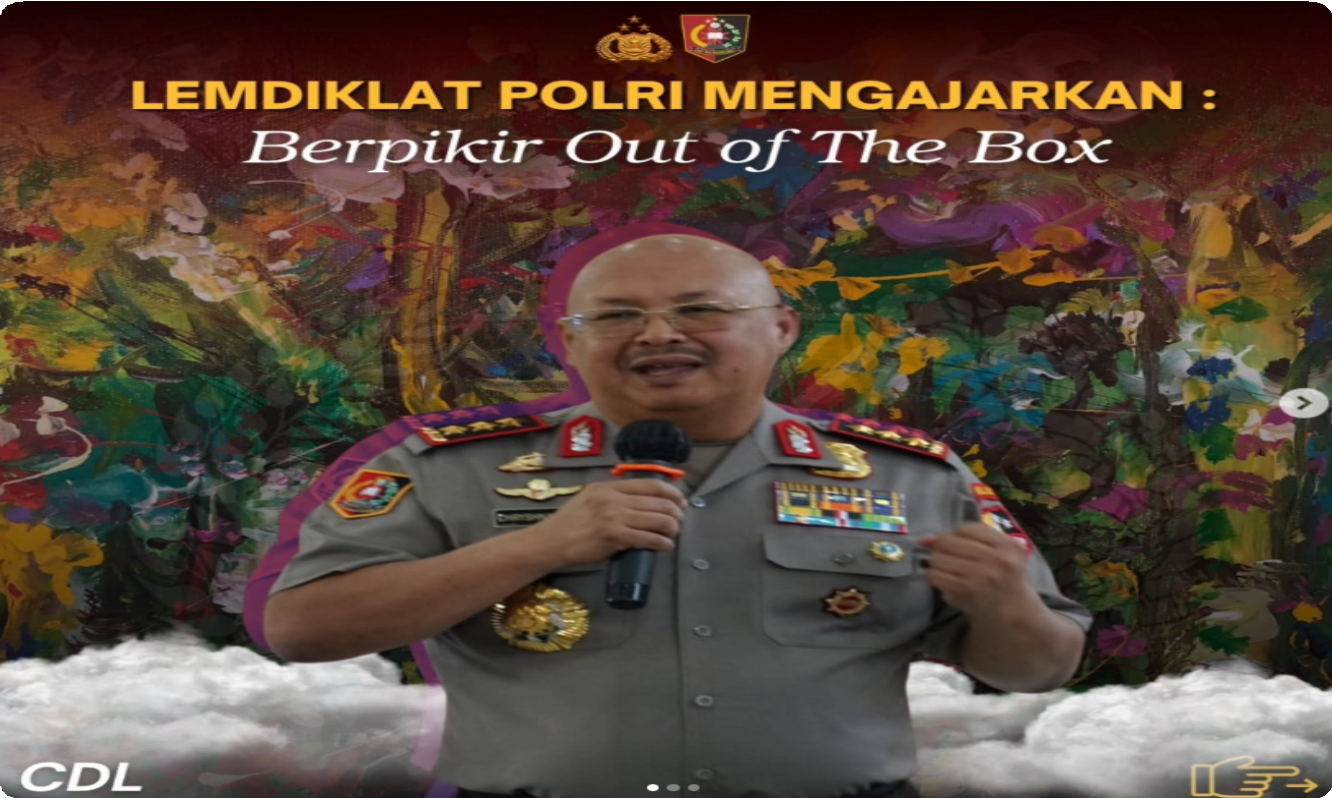 LEMDIKLAT POLRI MENGAJARKAN :
Berpikir Out of The Box
CDL